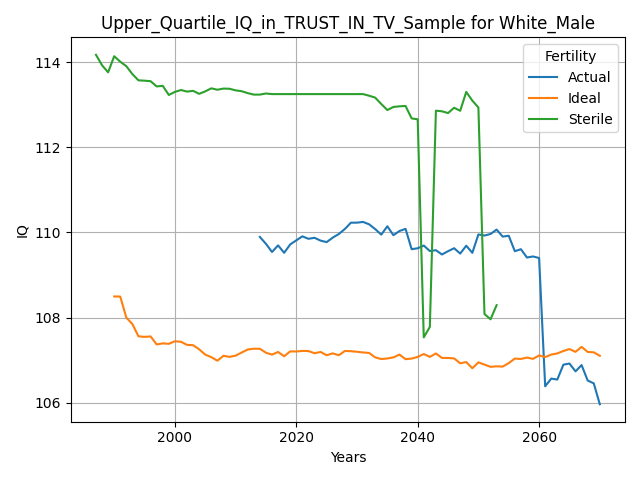 Upper_Quartile_IQ_in_TRUST_IN_TV_Sample for White_Male
Fertility
Actual
Ideal
Sterile
IQ
114
112
110
108
106
2000
2020
2040
2060
Years